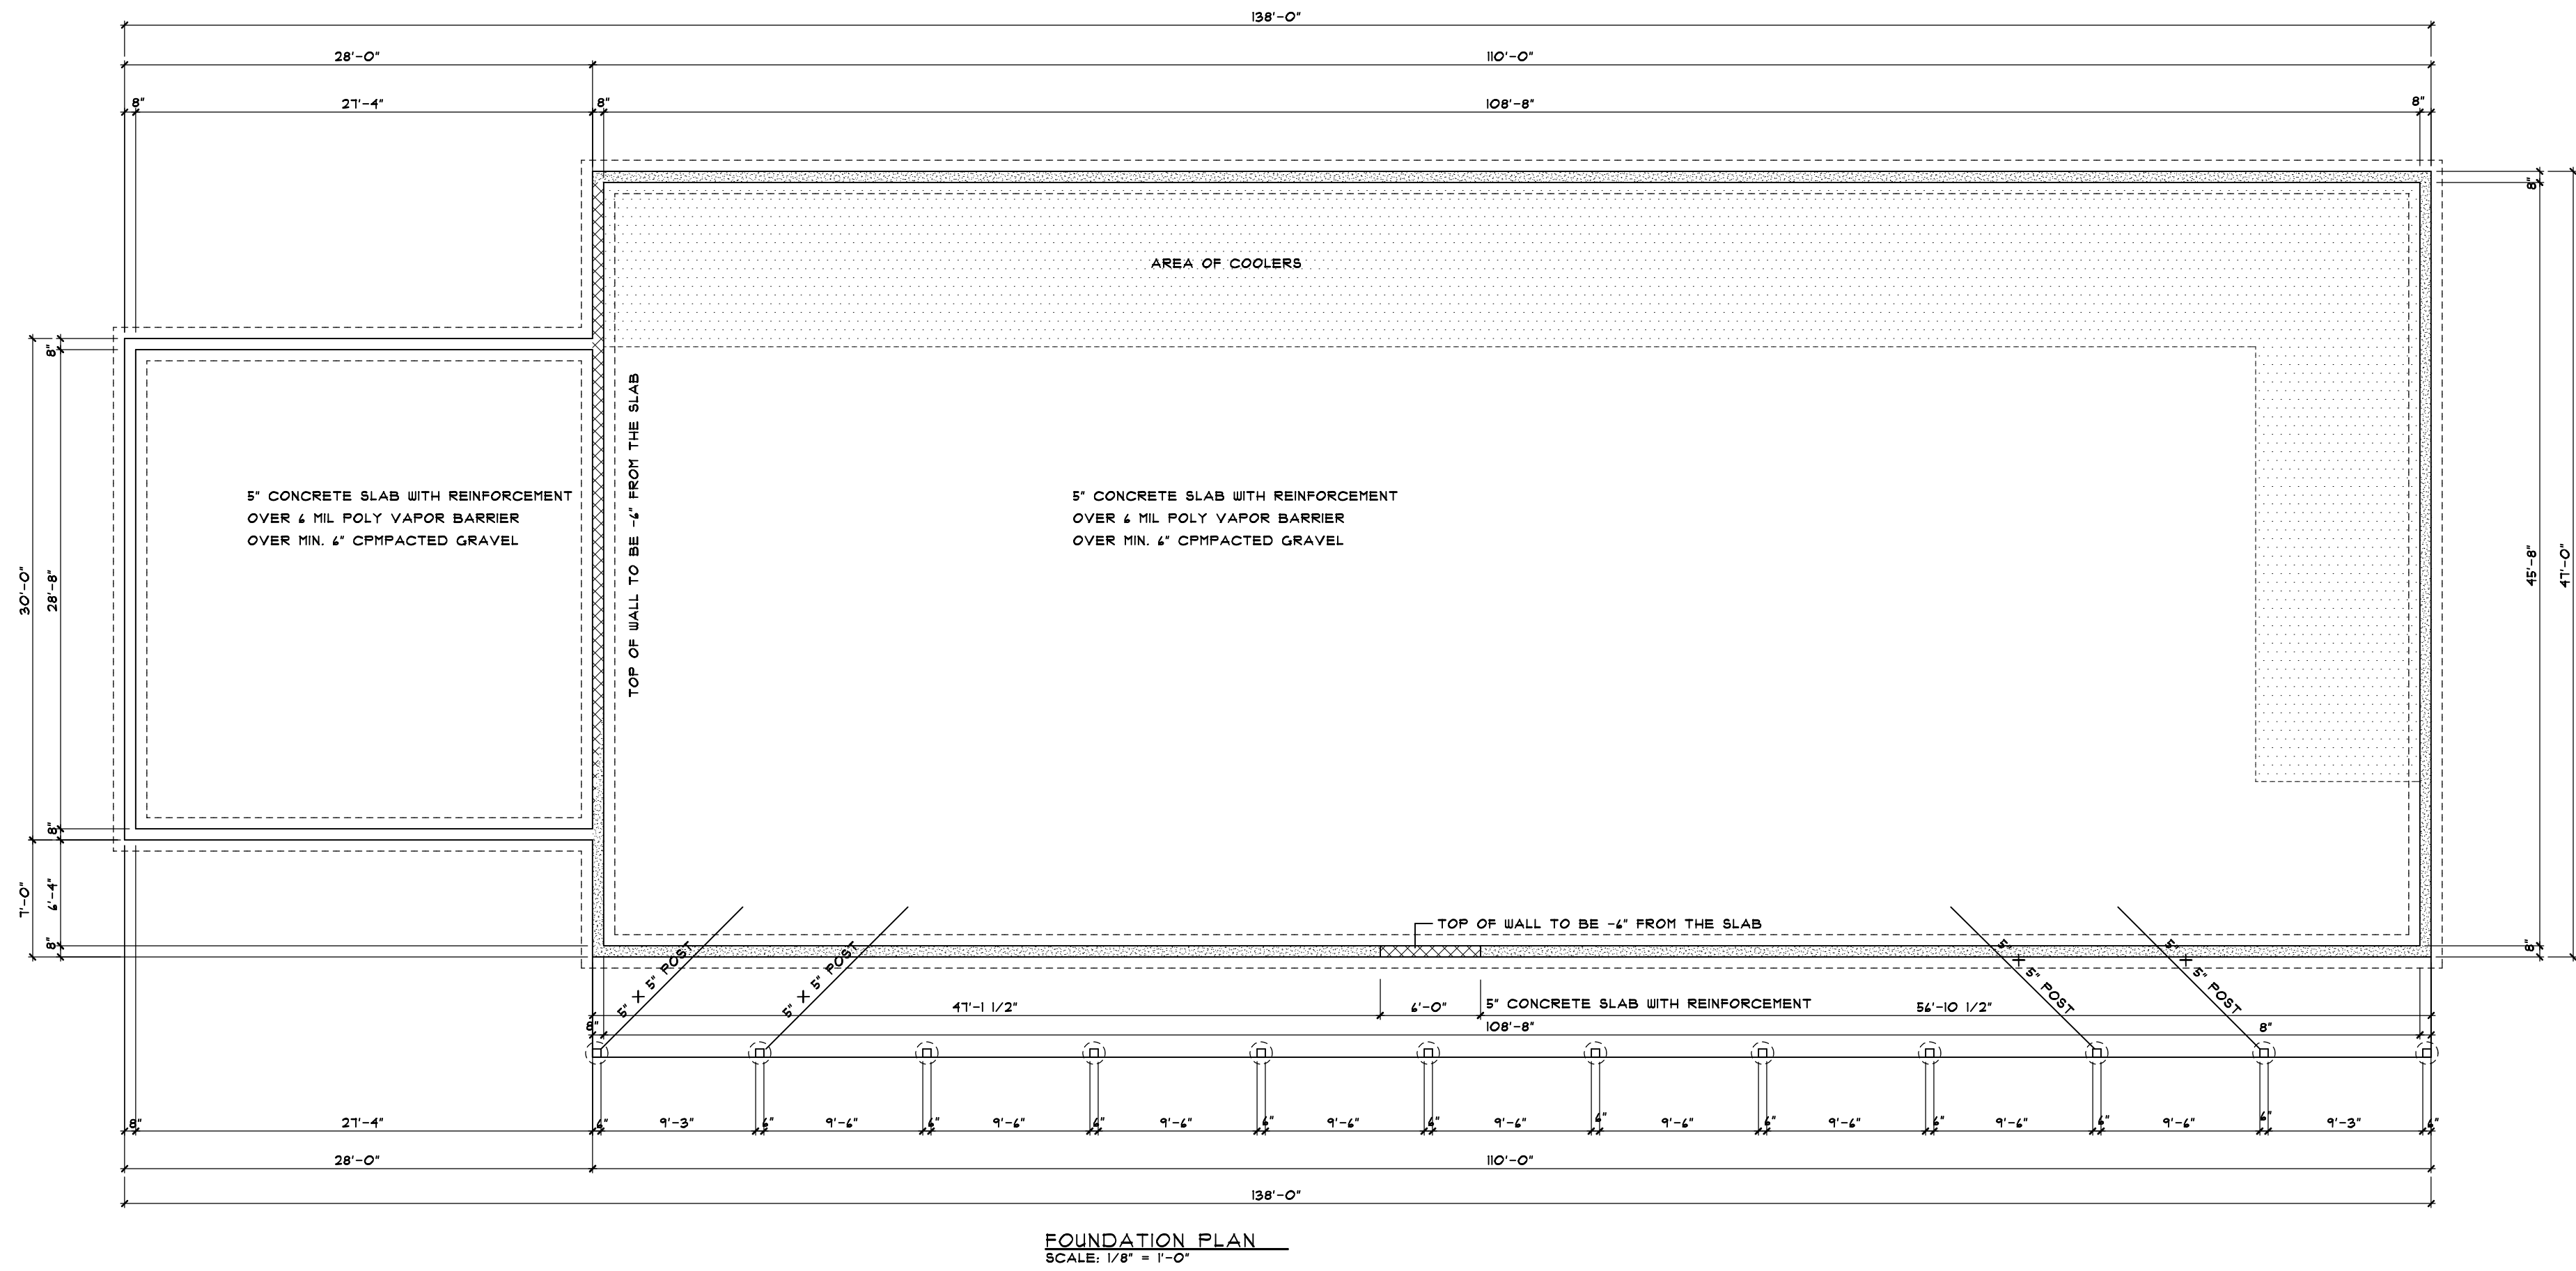 138'-0"
28'-0" 110'-0"
8" 27'-4" 8" 108'-8" 8"
8"
AREA OF COOLERS
8"
TOP OF WALL TO BE -6" FROM THE SLAB
5" CONCRETE SLAB WITH REINFORCEMENT
OVER 6 MIL POLY VAPOR BARRIER
OVER MIN. 6" CPMPACTED GRAVEL
5" CONCRETE SLAB WITH REINFORCEMENT
OVER 6 MIL POLY VAPOR BARRIER
OVER MIN. 6" CPMPACTED GRAVEL
30'-0"
28'-8"
45'-8"
47'-0"
8"
7'-0"
6'-4"
8"
TOP OF WALL TO BE -6" FROM THE SLAB
8"
5" X 5" POST
5" X 5" POST
5" X 5" POST
5" X 5" POST
47'-1 1/2" 6'-0" 5" CONCRETE SLAB WITH REINFORCEMENT 56'-10 1/2"
8" 108'-8" 8"
8" 27'-4" 6" 9'-3" 6" 9'-6" 6" 9'-6" 6" 9'-6" 6" 9'-6" 6" 9'-6" 6" 9'-6" 6" 9'-6" 6" 9'-6" 6" 9'-6" 6" 9'-3" 6"
28'-0" 110'-0"
138'-0"
FOUNDATION PLAN
SCALE: 1/8" = 1'-0"